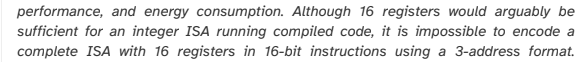 performance, and energy consumption. Although 16 registers would arguably be
sufficient for an integer ISA running compiled code, it is impossible to encode a
complete ISA with 16 registers in 16-bit instructions using a 3-address format.